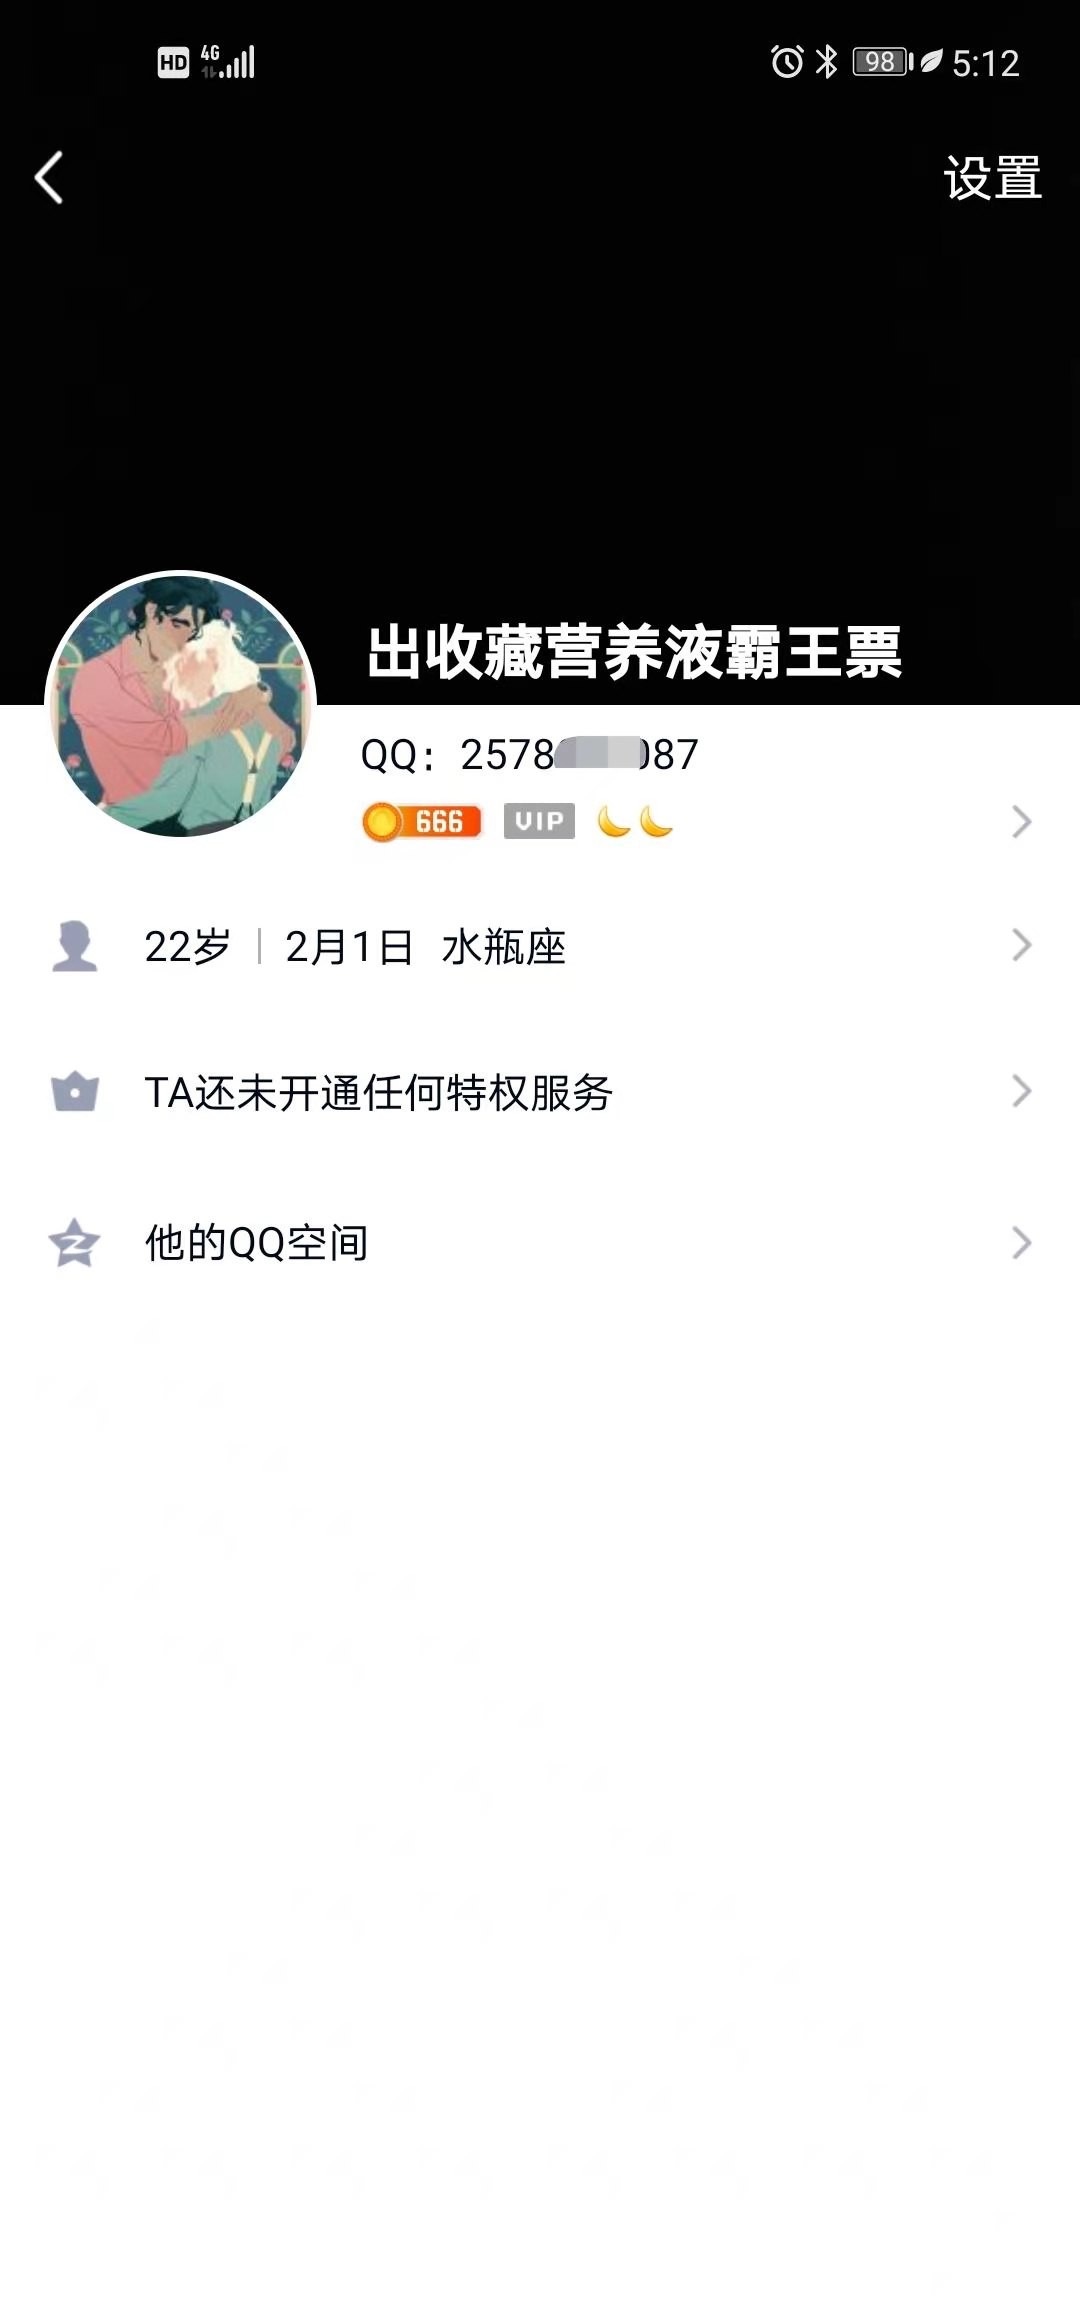 HD 4G 98 5:12
设置
出收藏营养液霸王票
QQ：2578 087
666 VIP
22岁 | 2月1日 水瓶座
TA还未开通任何特权服务
他的QQ空间